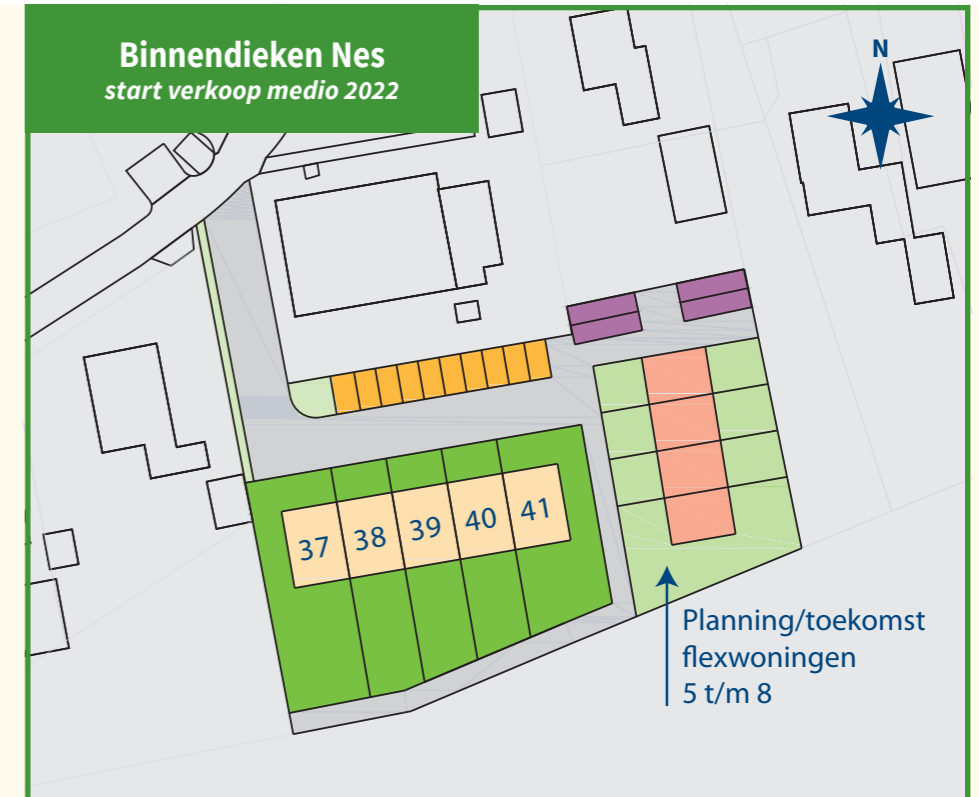 Binnendieken Nes
start verkoop medio 2022
N
37 38 39 40 41
Planning/toekomst
flexwoningen
5 t/m 8